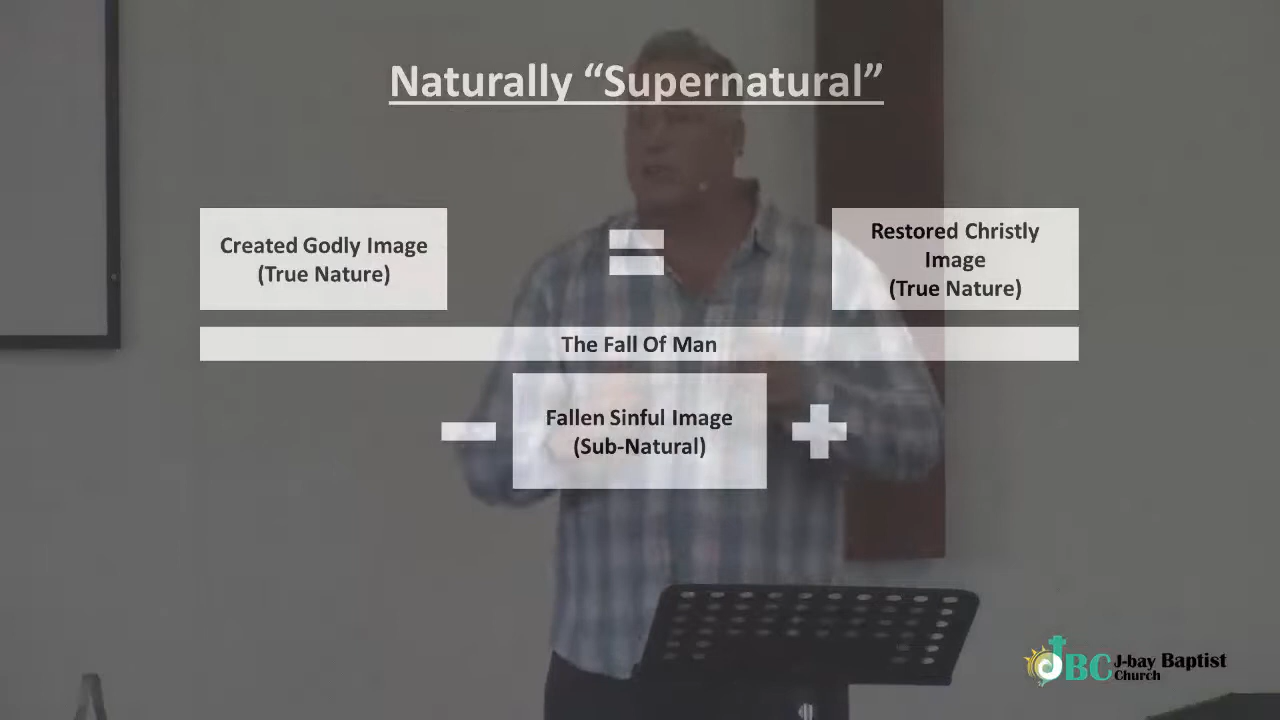 Naturally “Supernatural”
Created Godly Image
(True Nature)
=
Restored Christly
Image
(True Nature)
The Fall Of Man
-
Fallen Sinful Image
(Sub-Natural)
+
JBC J-bay Baptist
Church